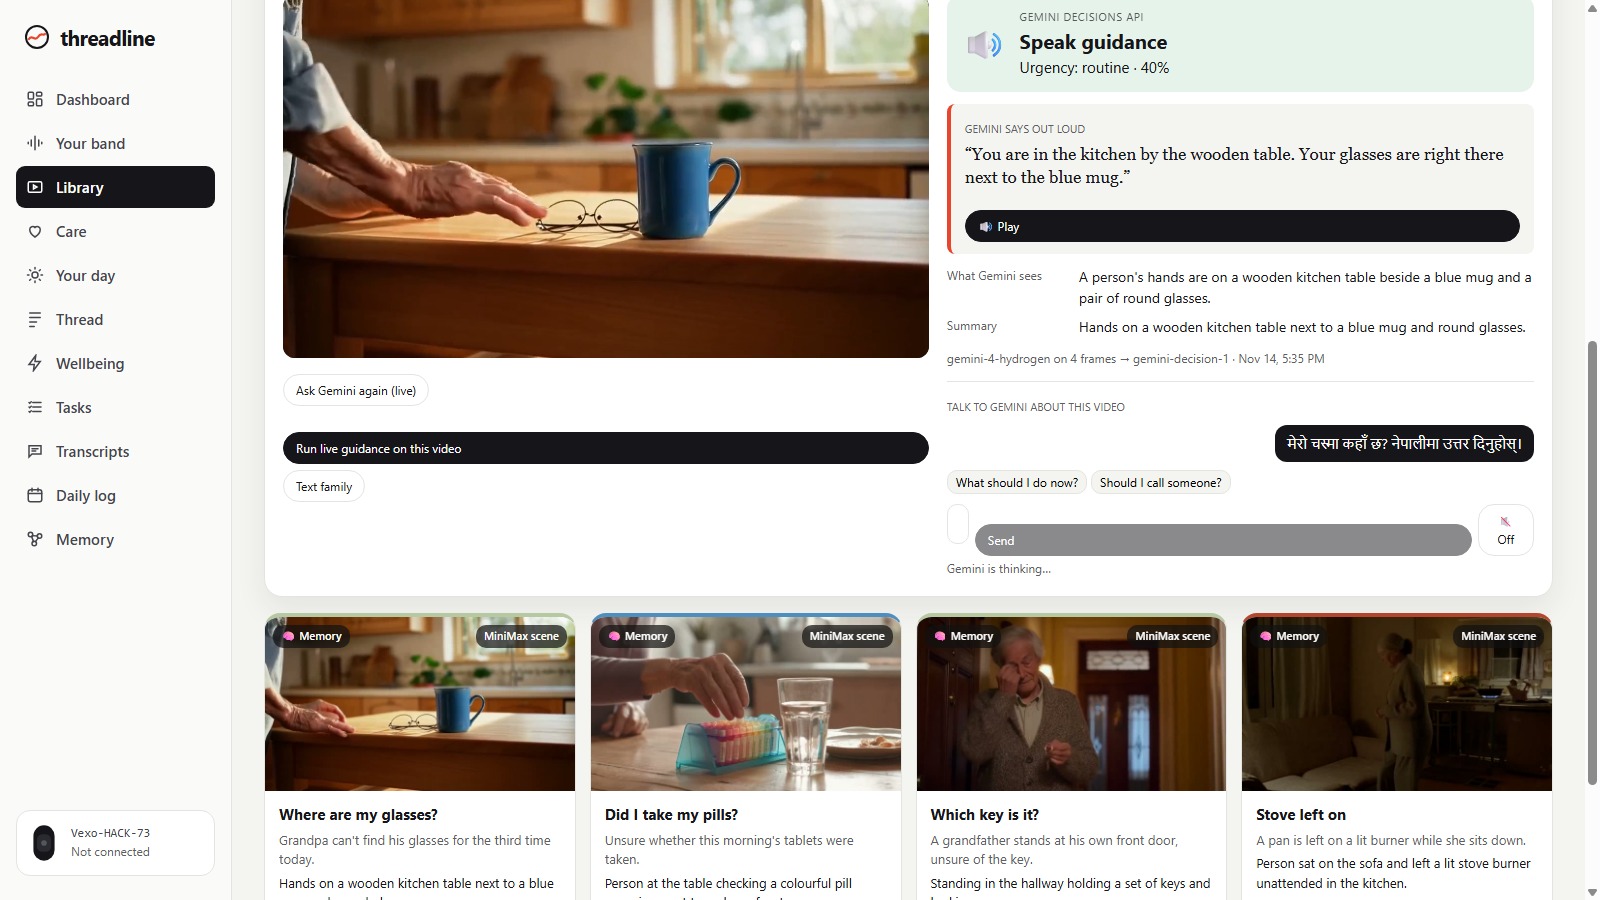 threadline
Dashboard
Your band
Library
Care
Your day
Thread
Wellbeing
Tasks
Transcripts
Daily log
Memory
Vexo-HACK-73
Not connected
Ask Gemini again (live)
Run live guidance on this video
Text family
GEMINI DECISIONS API
Speak guidance
Urgency: routine · 40%
GEMINI SAYS OUT LOUD
“You are in the kitchen by the wooden table. Your glasses are right there
next to the blue mug.”
Play
What Gemini sees
A person's hands are on a wooden kitchen table beside a blue mug and a
pair of round glasses.
Summary
Hands on a wooden kitchen table next to a blue mug and round glasses.
gemini-4-hydrogen on 4 frames → gemini-decision-1 · Nov 14, 5:35 PM
TALK TO GEMINI ABOUT THIS VIDEO
मेरो चस्मा कहाँ छ? नेपालीमा उत्तर दिनुहोस्।
What should I do now?
Should I call someone?
Send
Off
Gemini is thinking...
Memory
MiniMax scene
Where are my glasses?
Grandpa can't find his glasses for the third time
today.
Hands on a wooden kitchen table next to a blue
Memory
MiniMax scene
Did I take my pills?
Unsure whether this morning's tablets were
taken.
Person at the table checking a colourful pill
Memory
MiniMax scene
Which key is it?
A grandfather stands at his own front door,
unsure of the key.
Standing in the hallway holding a set of keys and
Memory
MiniMax scene
Stove left on
A pan is left on a lit burner while she sits down.
Person sat on the sofa and left a lit stove burner
unattended in the kitchen.